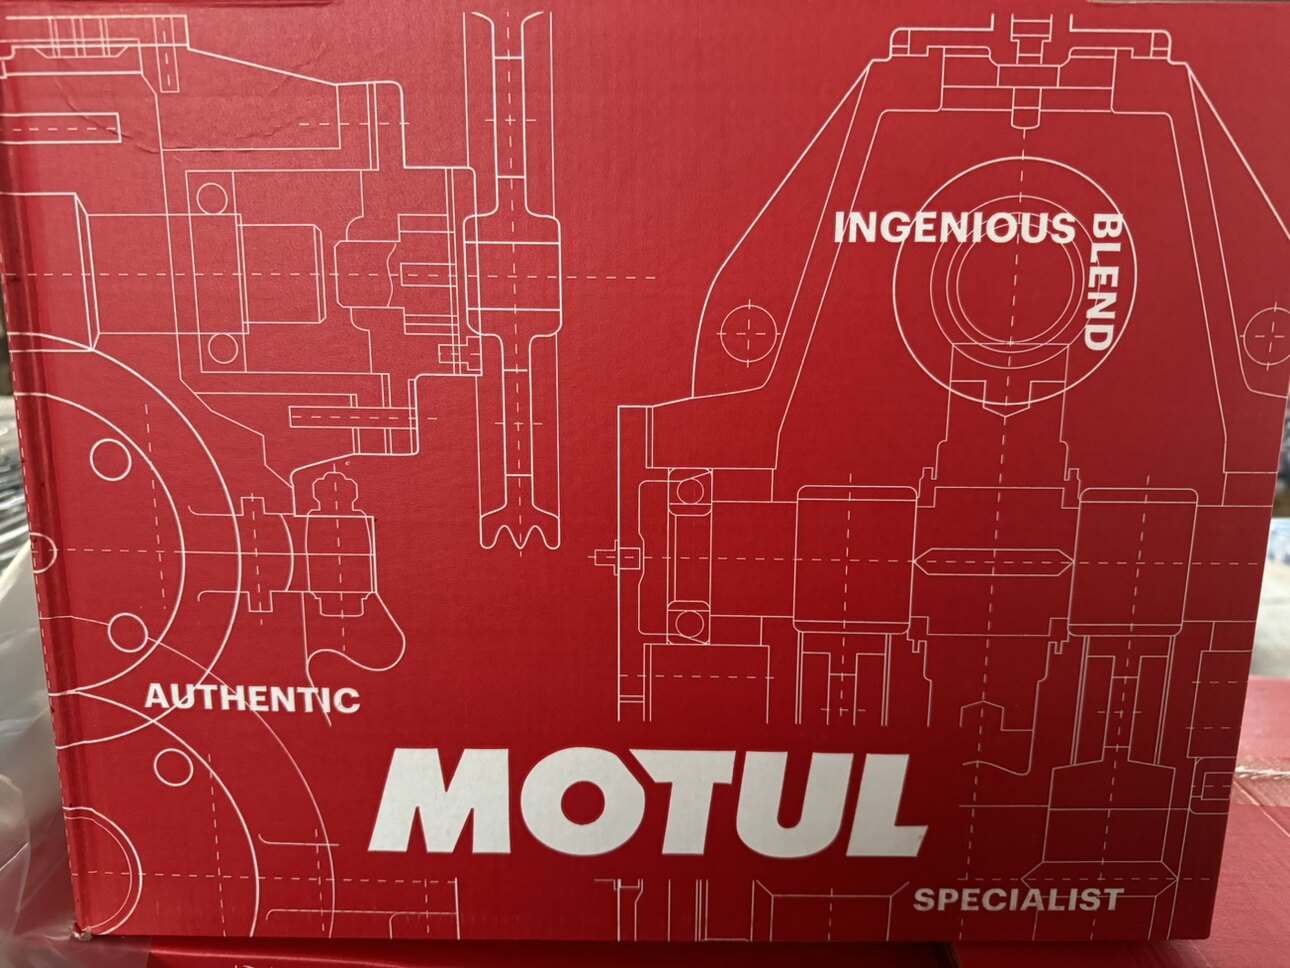 INGENIOUS
BLEND
AUTHENTIC
MOTUL
SPECIALIST